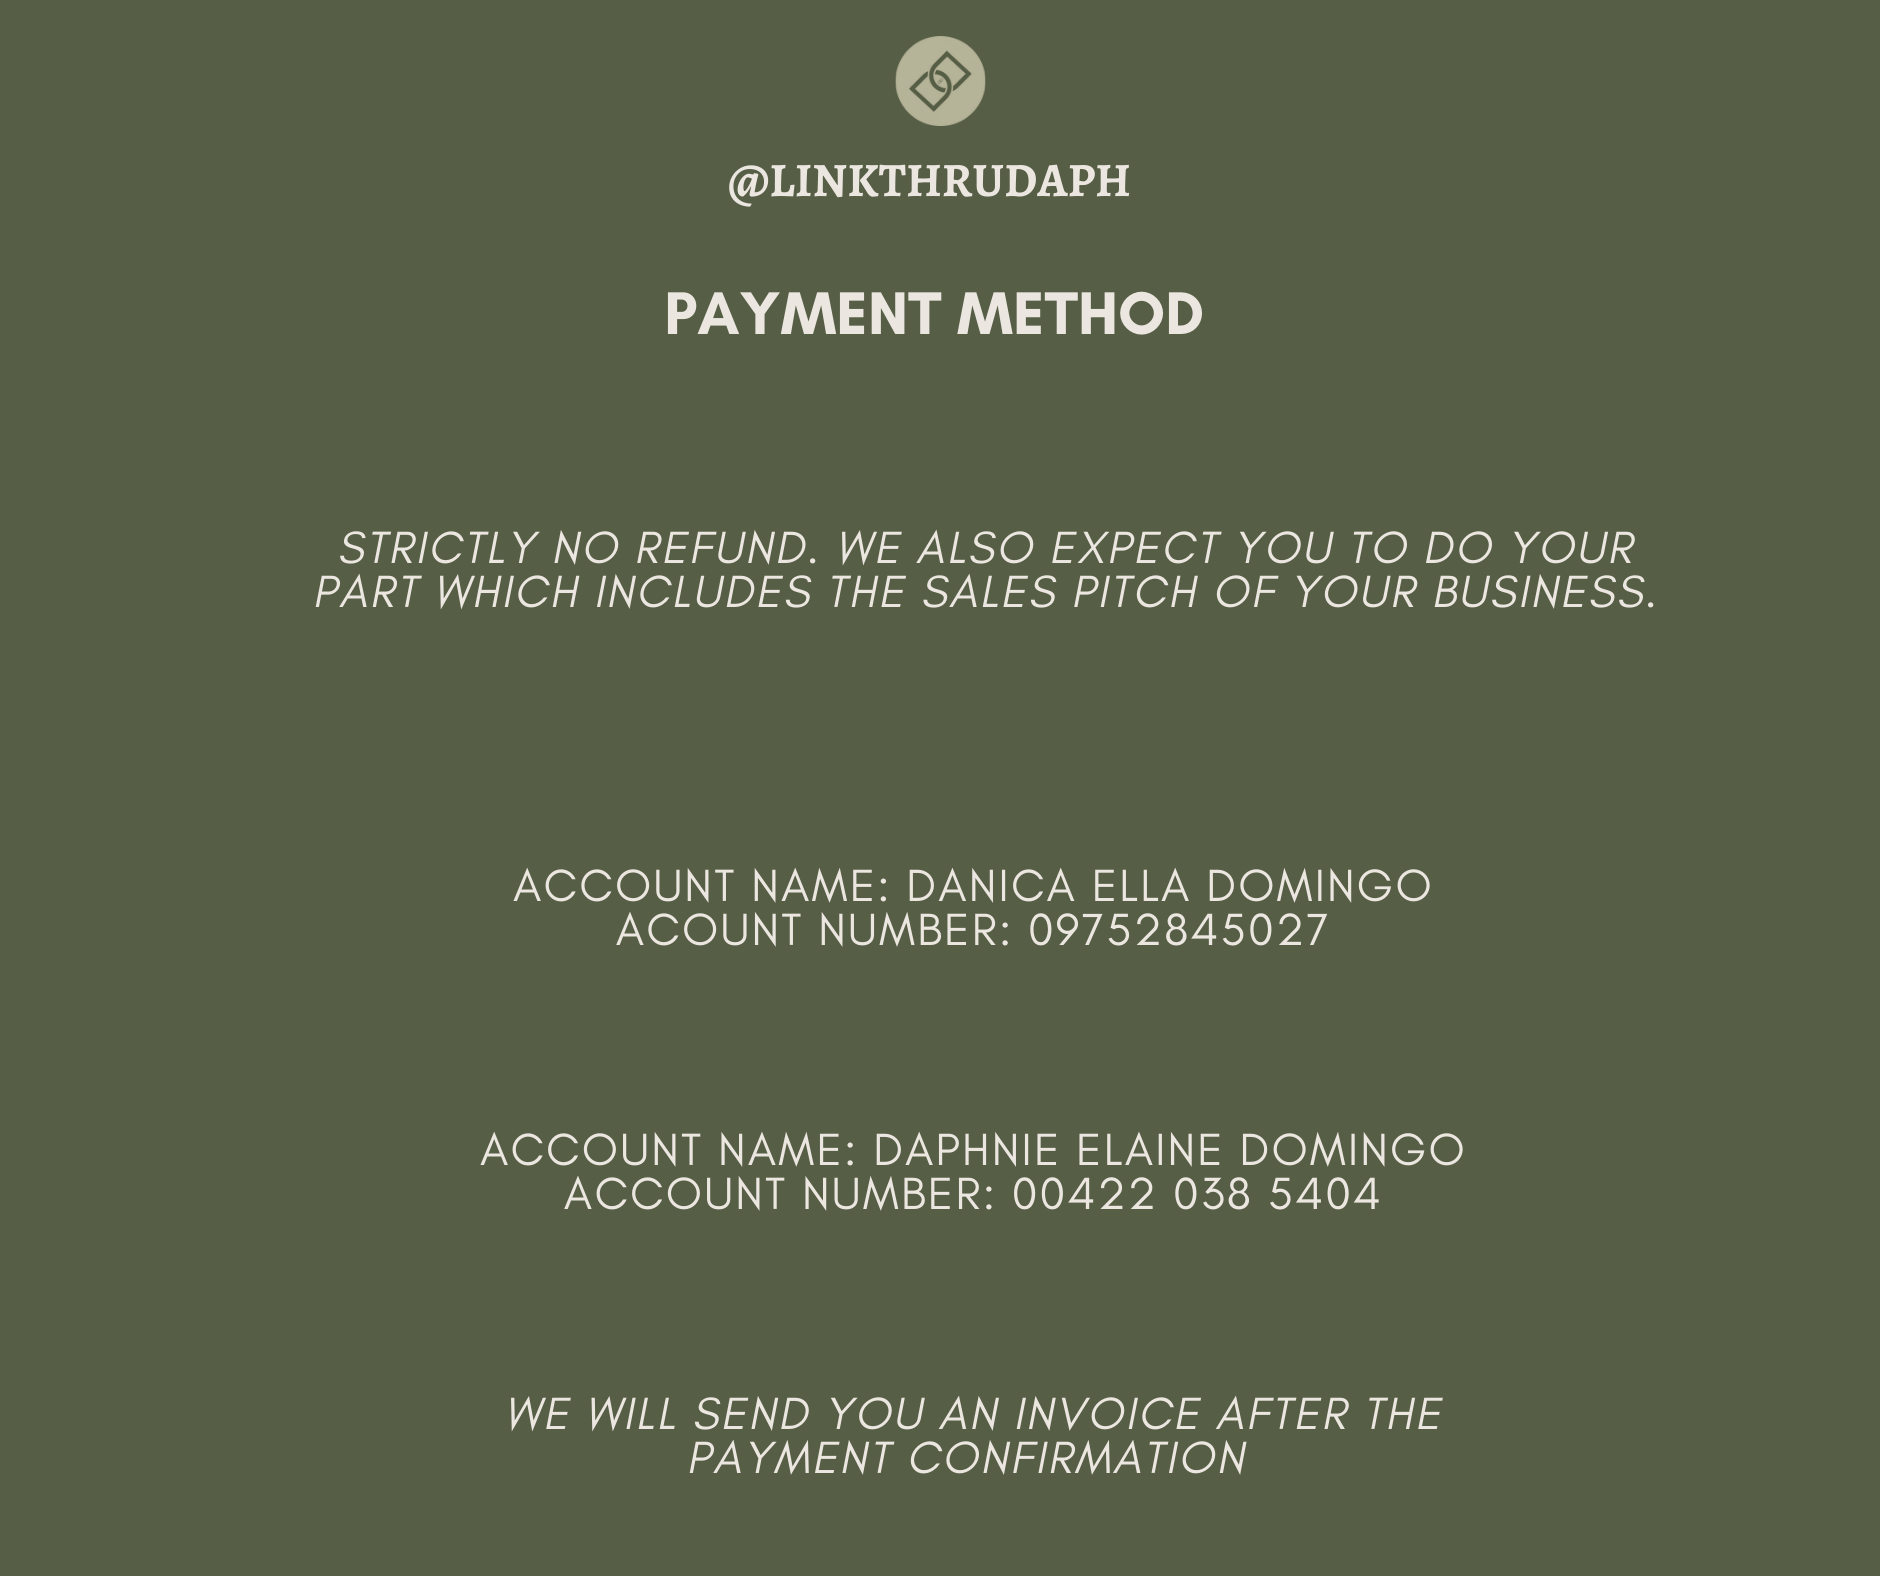 @LINKTHRUDAPH
PAYMENT METHOD
STRICTLY NO REFUND. WE ALSO EXPECT YOU TO DO YOUR
PART WHICH INCLUDES THE SALES PITCH OF YOUR BUSINESS.
ACCOUNT NAME: DANICA ELLA DOMINGO
ACOUNT NUMBER: 09752845027
ACCOUNT NAME: DAPHNIE ELAINE DOMINGO
ACCOUNT NUMBER: 00422 038 5404
WE WILL SEND YOU AN INVOICE AFTER THE
PAYMENT CONFIRMATION